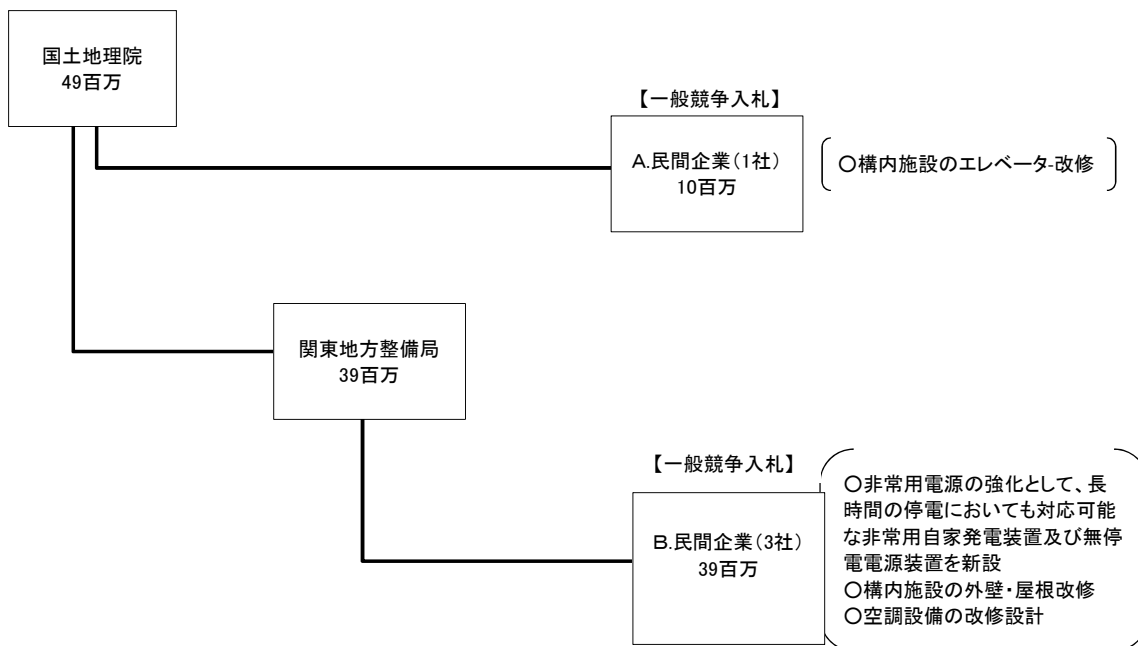 国土地理院
49百万
【一般競争入札】
A.民間企業(1社)
10百万
○構内施設のエレベータ-改修
関東地方整備局
39百万
【一般競争入札】
B.民間企業(3社)
39百万
○非常用電源の強化として、長
時間の停電においても対応可能
な非常用自家発電装置及び無停
電電源装置を新設
○構内施設の外壁・屋根改修
○空調設備の改修設計